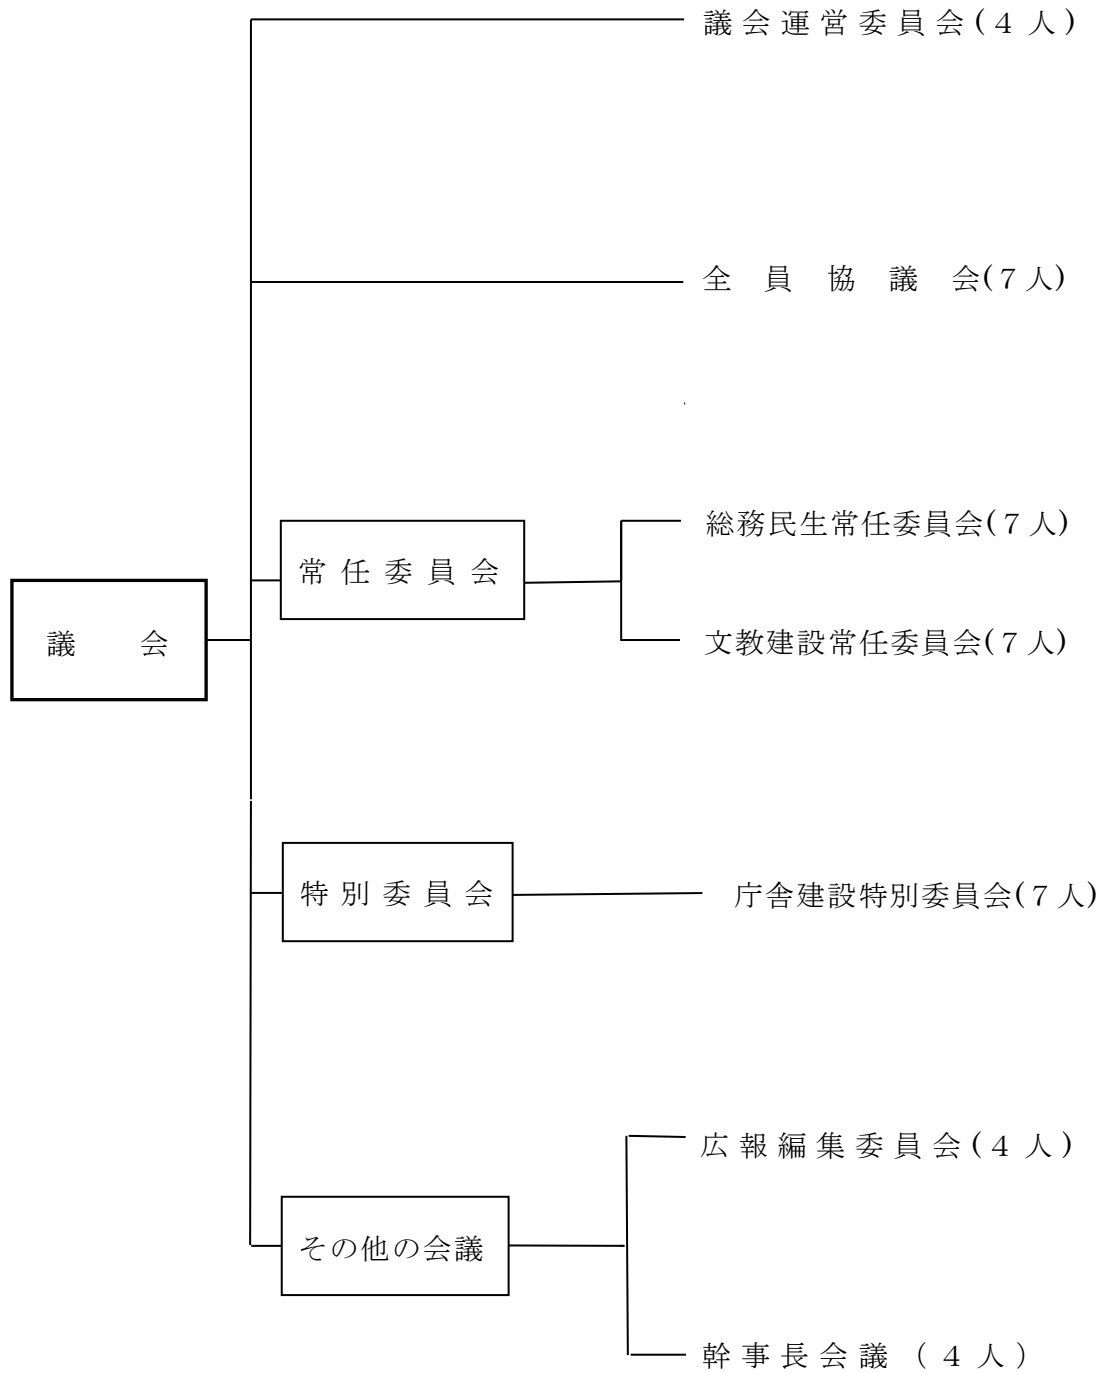 議会運営委員会(４人)
全員協議会(７人)
総務民生常任委員会(７人)
常任委員会
文教建設常任委員会(７人)
議会
特別委員会
庁舎建設特別委員会(７人)
広報編集委員会(４人)
その他の会議
幹事長会議（４人）